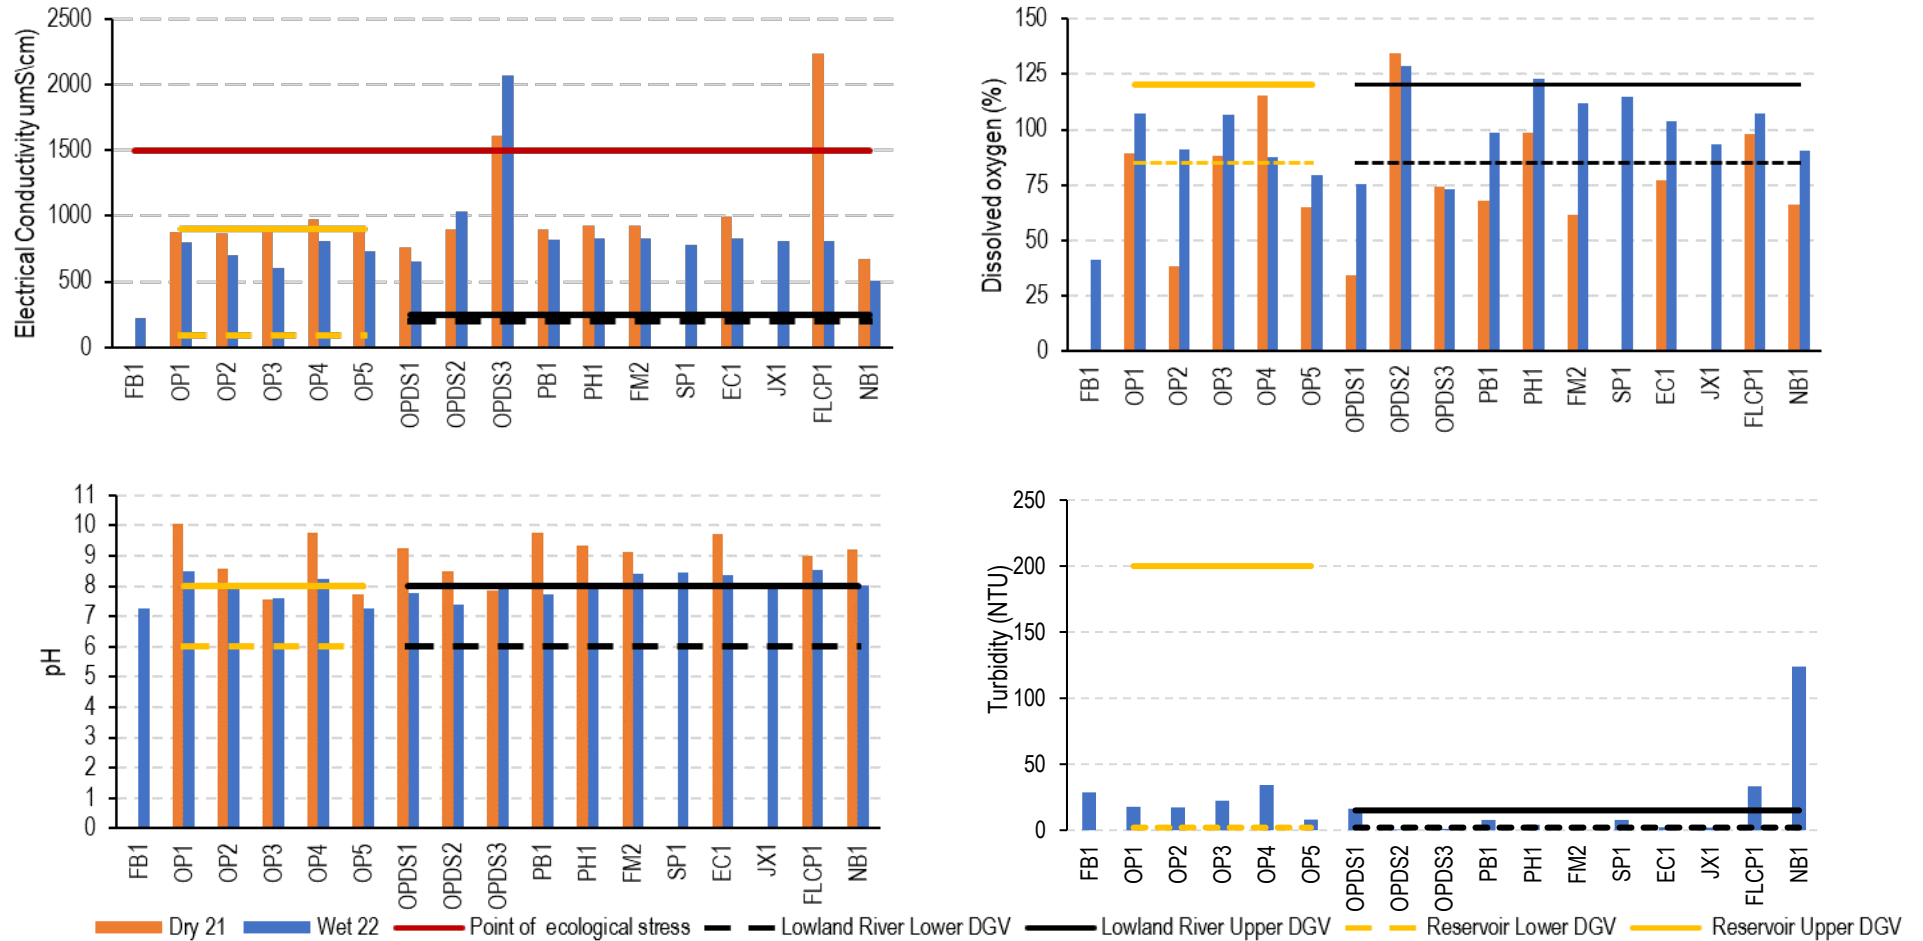 Electrical Conductivity umS\cm)
2500
2000
1500
1000
500
0
FB1
OP1
OP2
OP3
OP4
OP5
OPDS1
OPDS2
OPDS3
PB1
PH1
FM2
SP1
EC1
JX1
FLCP1
NB1
Dissolved oxygen (%)
150
125
100
75
50
25
0
FB1
OP1
OP2
OP3
OP4
OP5
OPDS1
OPDS2
OPDS3
PB1
PH1
FM2
SP1
EC1
JX1
FLCP1
NB1
pH
11
10
9
8
7
6
5
4
3
2
1
0
FB1
OP1
OP2
OP3
OP4
OP5
OPDS1
OPDS2
OPDS3
PB1
PH1
FM2
SP1
EC1
JX1
FLCP1
NB1
Turbidity (NTU)
250
200
150
100
50
0
FB1
OP1
OP2
OP3
OP4
OP5
OPDS1
OPDS2
OPDS3
PB1
PH1
FM2
SP1
EC1
JX1
FLCP1
NB1
Dry 21 Wet 22 Point of ecological stress Lowland River Lower DGV Lowland River Upper DGV Reservoir Lower DGV Reservoir Upper DGV